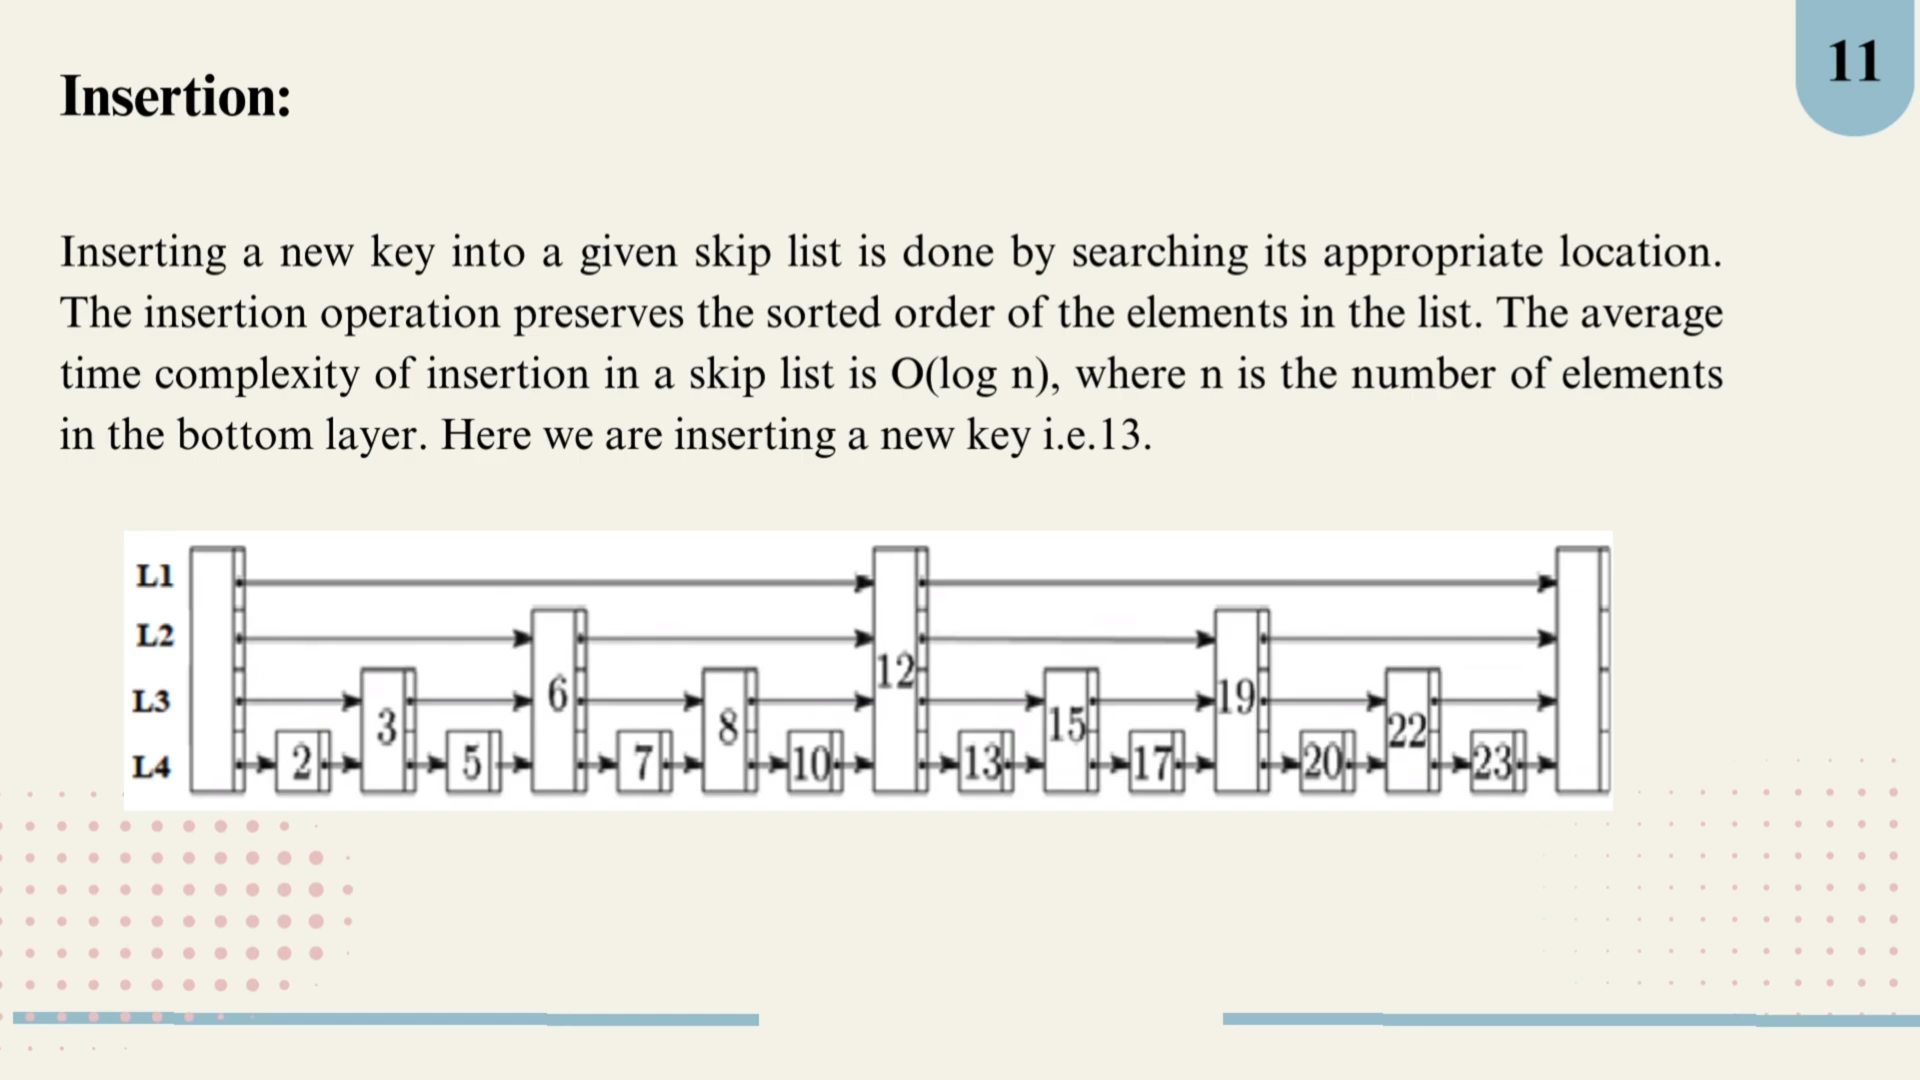 11
Insertion:
Inserting a new key into a given skip list is done by searching its appropriate location.
The insertion operation preserves the sorted order of the elements in the list. The average
time complexity of insertion in a skip list is O(log n), where n is the number of elements
in the bottom layer. Here we are inserting a new key i.e.13.
L1
L2
L3
L4
2
3
5
6
7
8
10
12
13
15
17
19
20
22
23